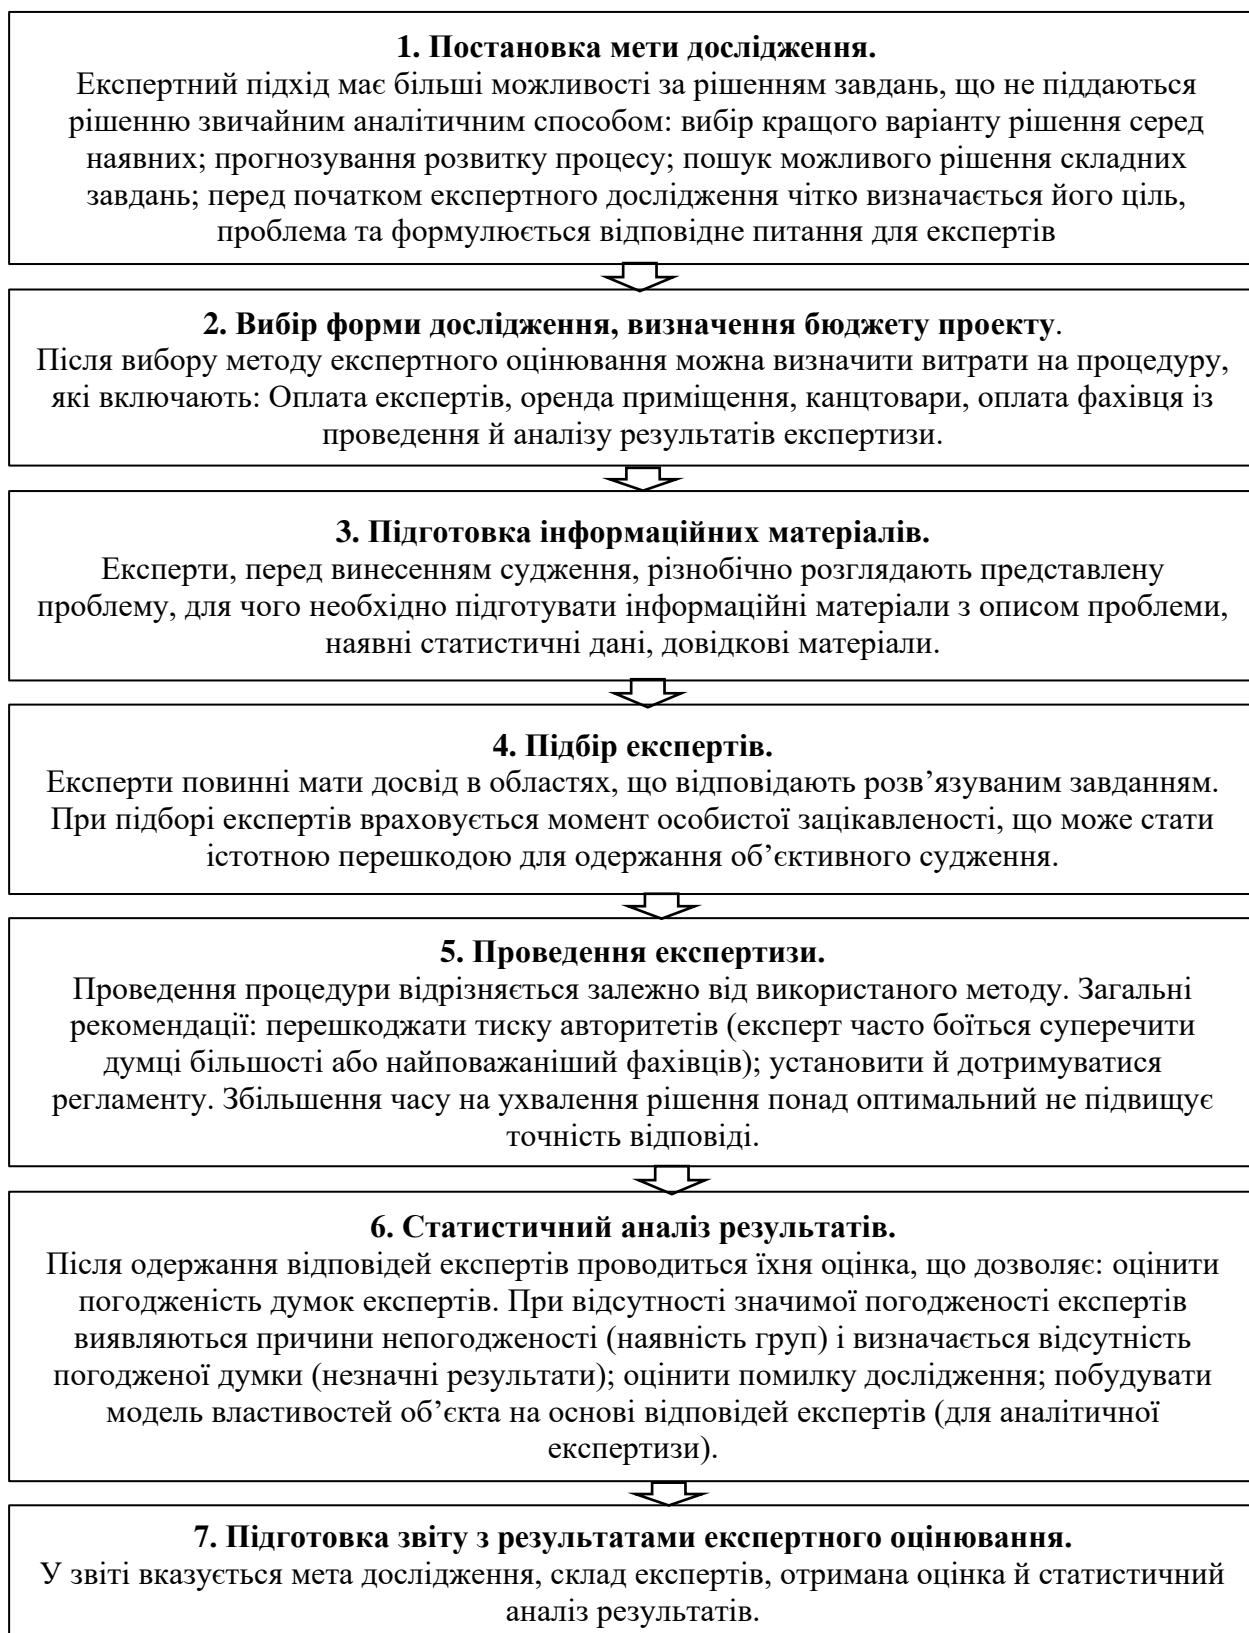 1. Постановка мети дослідження.
Експертний підхід має більші можливості за рішенням завдань, що не піддаються
рішенню звичайним аналітичним способом: вибір кращого варіанту рішення серед
наявних; прогнозування розвитку процесу; пошук можливого рішення складних
завдань; перед початком експертного дослідження чітко визначається його ціль,
проблема та формулюється відповідне питання для експертів
2. Вибір форми дослідження, визначення бюджету проекту.
Після вибору методу експертного оцінювання можна визначити витрати на процедуру,
які включають: Оплата експертів, оренда приміщення, канцтовари, оплата фахівця із
проведення й аналізу результатів експертизи.
3. Підготовка інформаційних матеріалів.
Експерти, перед винесенням судження, різнобічно розглядають представлену
проблему, для чого необхідно підготувати інформаційні матеріали з описом проблеми,
наявні статистичні дані, довідкові матеріали.
4. Підбір експертів.
Експерти повинні мати досвід в областях, що відповідають розв’язуваним завданням.
При підборі експертів враховується момент особистої зацікавленості, що може стати
істотною перешкодою для одержання об’єктивного судження.
5. Проведення експертизи.
Проведення процедури відрізняється залежно від використаного методу. Загальні
рекомендації: перешкоджати тиску авторитетів (експерт часто боїться суперечити
думці більшості або найповажаніший фахівців); установити й дотримуватися
регламенту. Збільшення часу на ухвалення рішення понад оптимальний не підвищує
точність відповіді.
6. Статистичний аналіз результатів.
Після одержання відповідей експертів проводиться їхня оцінка, що дозволяє: оцінити
погодженість думок експертів. При відсутності значимої погодженості експертів
виявляються причини непогодженості (наявність груп) і визначається відсутність
погодженої думки (незначні результати); оцінити помилку дослідження; побудувати
модель властивостей об’єкта на основі відповідей експертів (для аналітичної
експертизи).
7. Підготовка звіту з результатами експертного оцінювання.
У звіті вказується мета дослідження, склад експертів, отримана оцінка й статистичний
аналіз результатів.